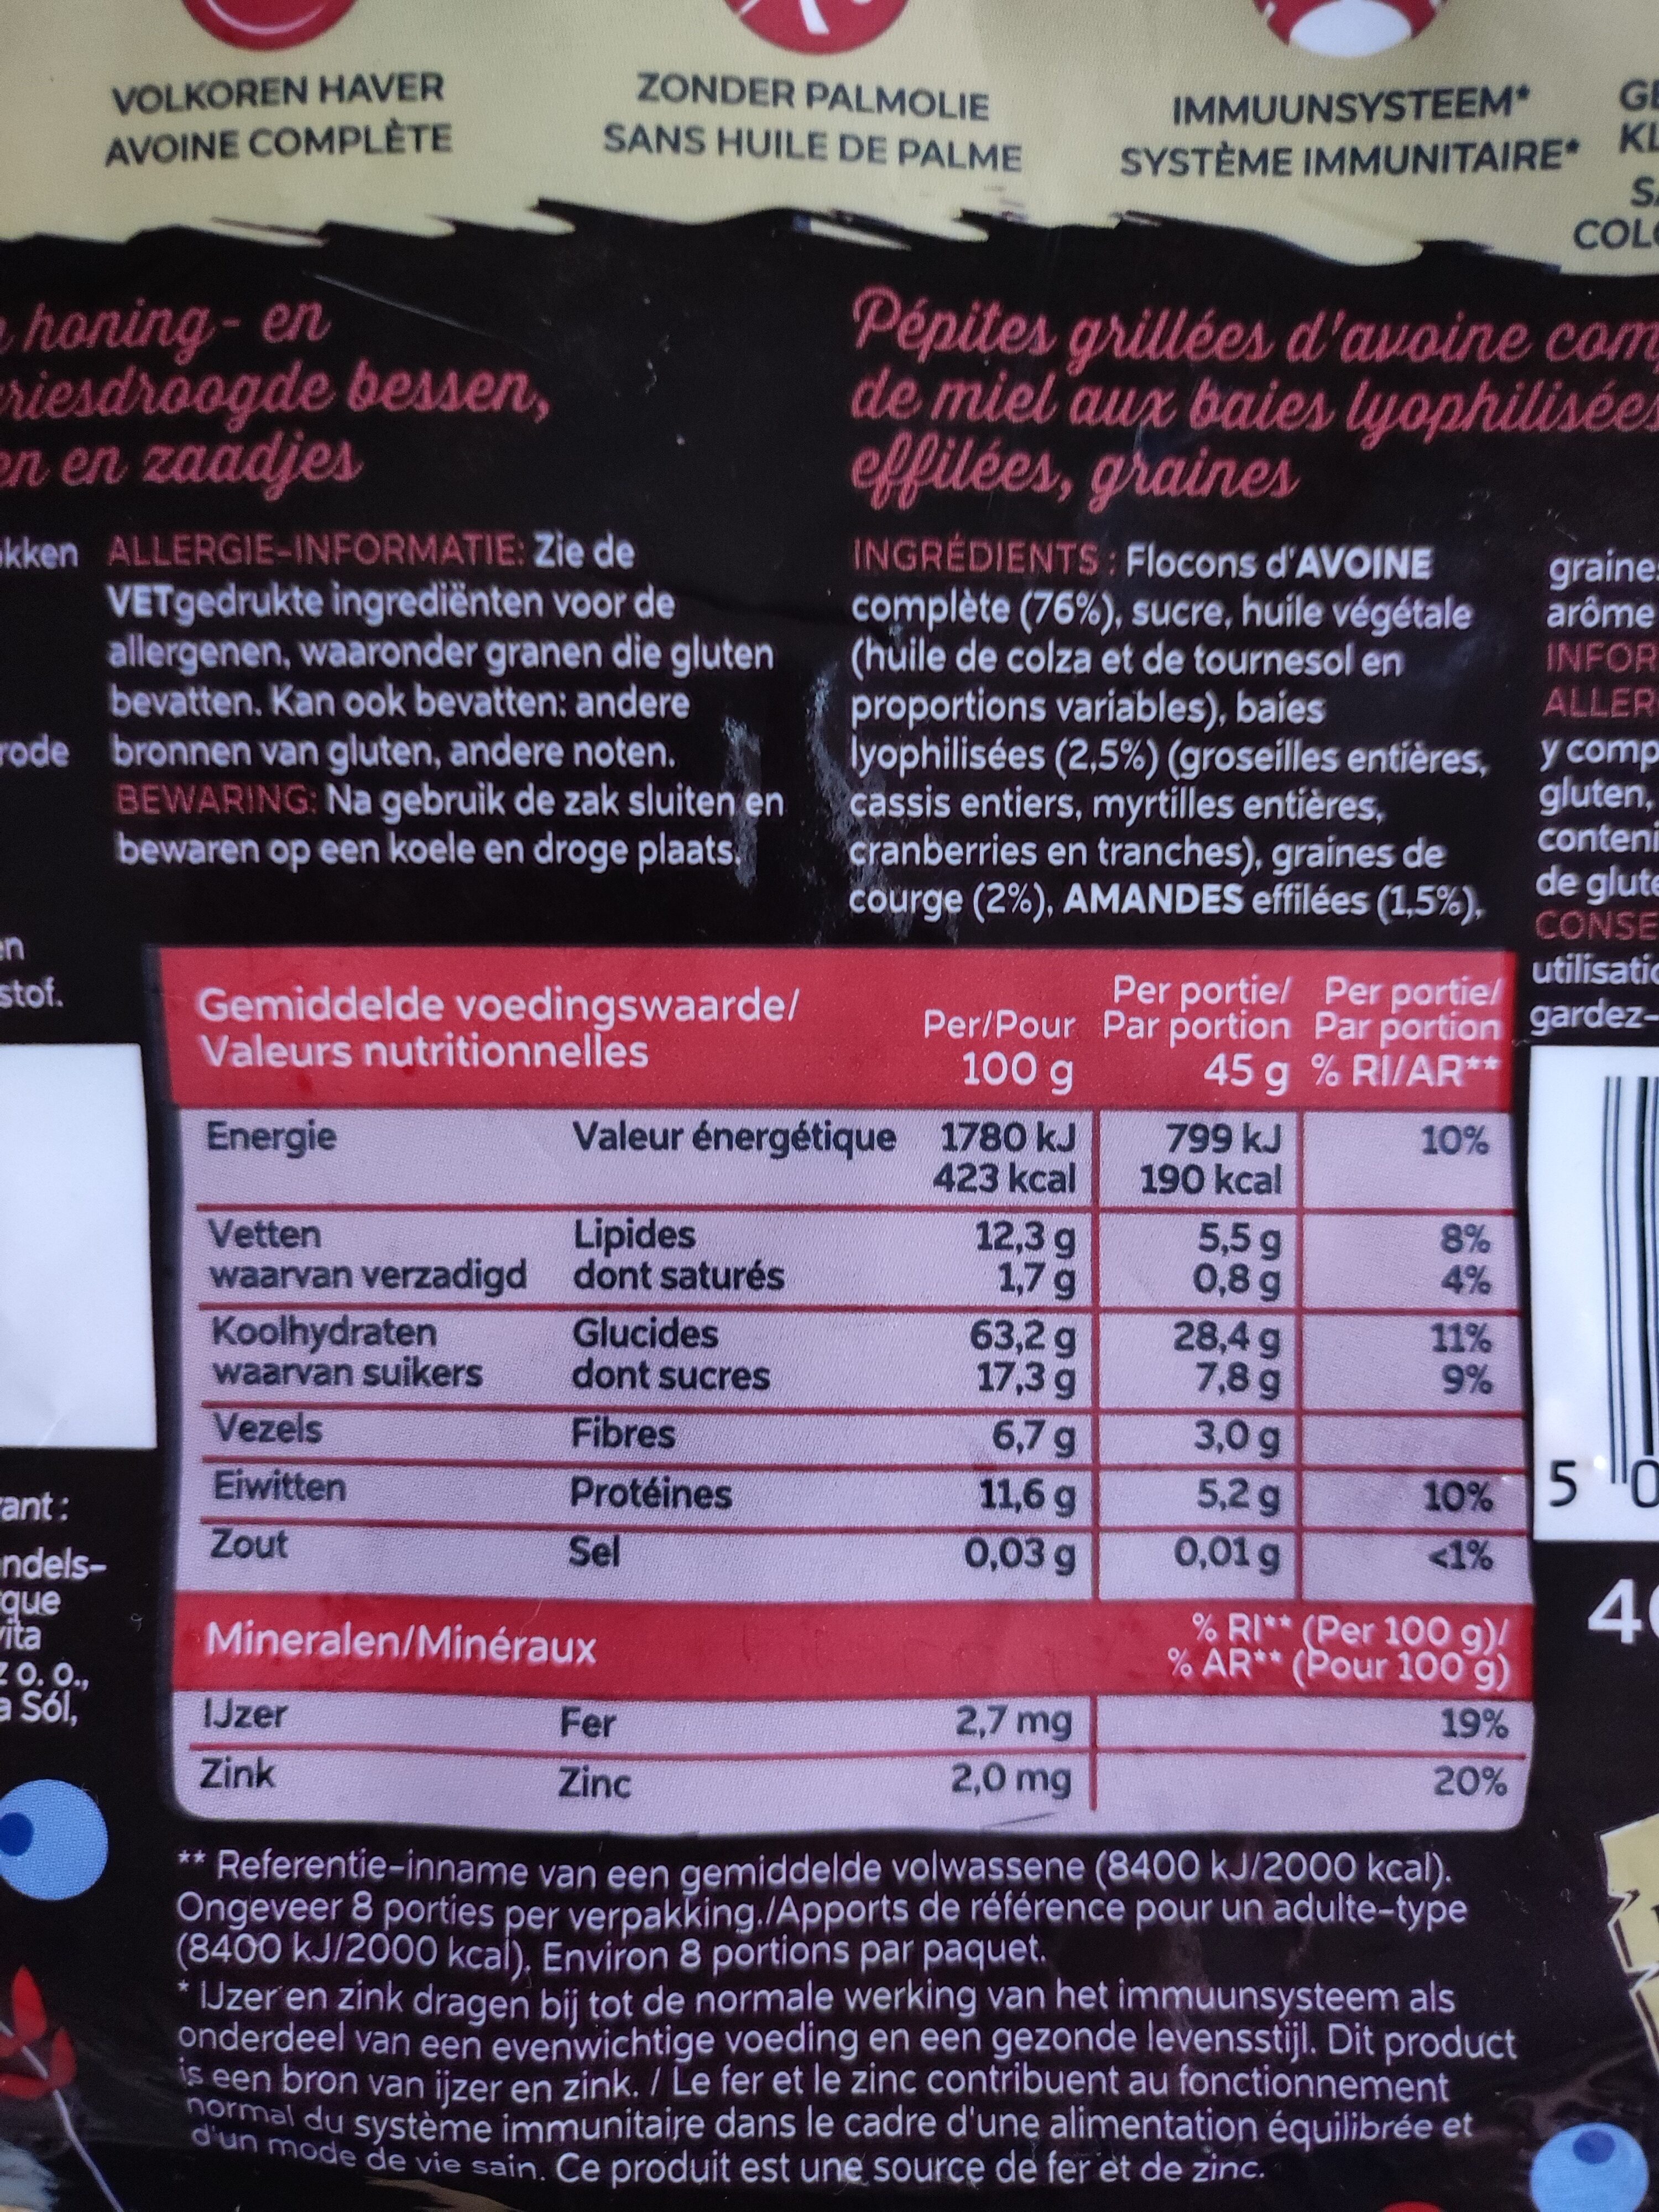 VOLKOREN HAVER
AVOINE COMPLÈTE
ZONDER PALMOLIE
SANS HUILE DE PALME
IMMUUNSYSTEEM*
SYSTÈME IMMUNITAIRE*
honing- en
bessen,
en zaadjes
ALLERGIE-INFORMATIE: Zie de
VETgedrukte ingrediënten voor de
allergenen, waaronder granen die gluten
bevatten. Kan ook bevatten: andere
bronnen van gluten, andere noten.
BEWARING: Na gebruik de zak sluiten en
bewaren op een koele en droge plaats.
Pépites grillées d'avoine
de miel aux baies lyophilisées
effilées, graines
INGRÉDIENTS : Flocons d'AVOINE
complète (76%), sucre, huile végétale
(huile de colza et de tournesol en
proportions variables), baies
lyophilisées (2,5%) (groseilles entières,
cassis entiers, myrtilles entières,
cranberries en tranches), graines de
courge (2%), AMANDES effilées (1,5%),
arôme
y
gluten,
de
Gemiddelde voedingswaarde/
Valeurs nutritionnelles
Per/Pour
100 g
Per portie/
Par portion
45 g
Per portie/
Par portion
% RI/AR**
Energie Valeur énergétique 1780 kJ 799 kJ 10%
423 kcal 190 kcal
Vetten Lipides 12,3 g 5,5 g 8%
waarvan verzadigd dont saturés 1,7 g 0,8 g 4%
Koolhydraten Glucides 63,2 g 28,4 g 11%
waarvan suikers dont sucres 17,3 g 7,8 g 9%
Vezels Fibres 6,7 g 3,0 g
Eiwitten Protéines 11,6 g 5,2 g 10%
Zout Sel 0,03 g 0,01 g <1%
Mineralen/Minéraux
% RI** (Per 100 g)/
% AR** (Pour 100 g)
IJzer Fer 2,7 mg 19%
Zink Zinc 2,0 mg 20%
** Referentie-inname van een gemiddelde volwassene (8400 kJ/2000 kcal).
Ongeveer 8 porties per verpakking./Apports de référence pour un adulte-type
(8400 kJ/2000 kcal). Environ 8 portions par paquet.
* IJzer en zink dragen bij tot de normale werking van het immuunsysteem als
onderdeel van een evenwichtige voeding en een gezonde levensstijl. Dit product
is een bron van ijzer en zink. / Le fer et le zinc contribuent au fonctionnement
normal du système immunitaire dans le cadre d'une alimentation équilibrée et
d'un mode de vie sain. Ce produit est une source de fer et de zinc.